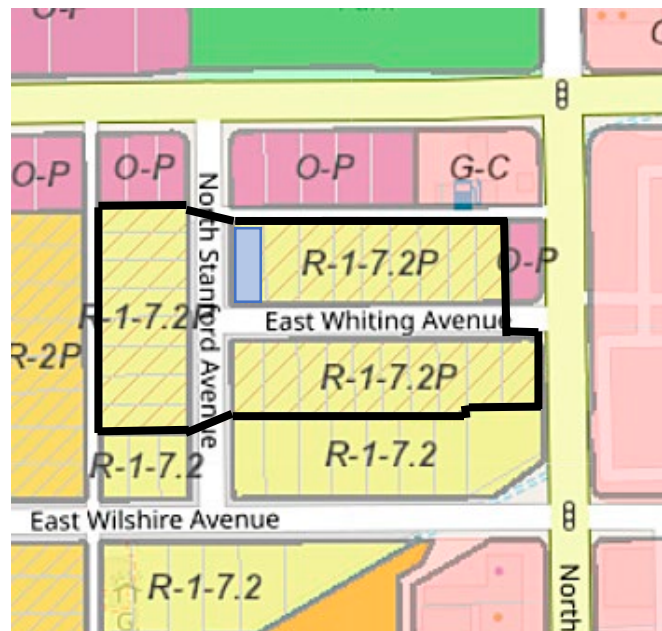 O-P
O-P
O-P
G-C
North Stanford Avenue
R-1-7.2P
O-P
R-1-7.2P
East Whiting Avenue
R-2P
R-1-7.2P
R-1-7.2
R-1-7.2
East Wilshire Avenue
R-1-7.2
North